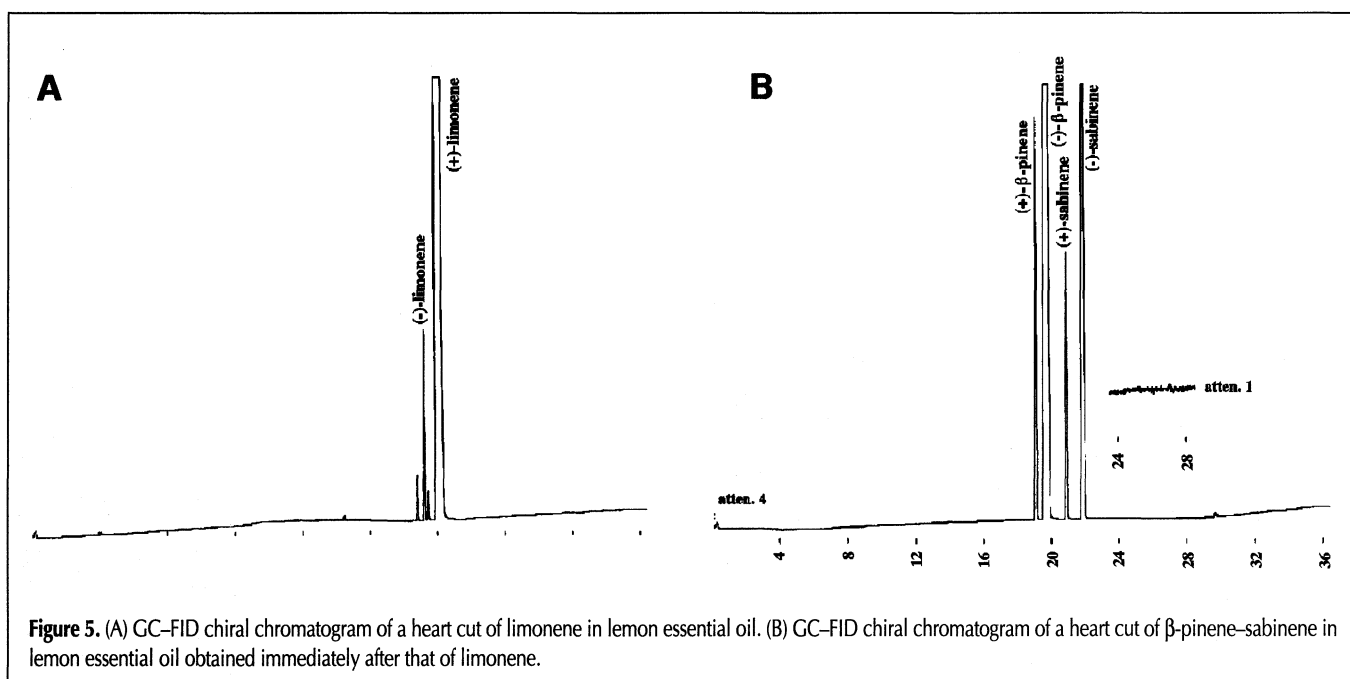 A
(-)-limonene
(+)-limonene
B
(+)-β-pinene
(-)-β-pinene
(+)-sabinene
(-)-sabinene
atten. 1
24
28
atten. 4
4
8
12
16
20
24
28
32
36
Figure 5. (A) GC–FID chiral chromatogram of a heart cut of limonene in lemon essential oil. (B) GC–FID chiral chromatogram of a heart cut of β-pinene–sabinene in
lemon essential oil obtained immediately after that of limonene.